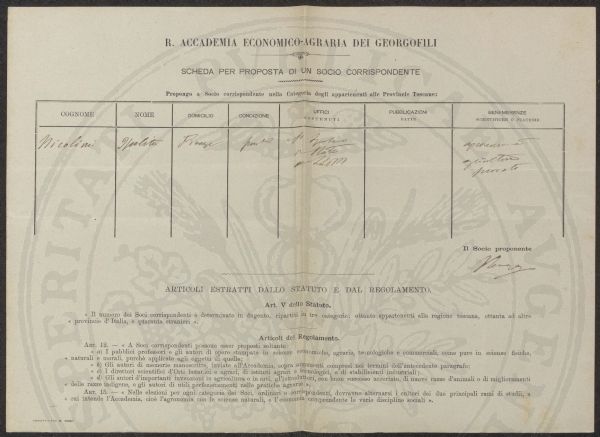 R. ACCADEMIA ECONOMICO-AGRARIA DEI GEORGOFILI
SCHEDA PER PROPOSTA DI UN SOCIO CORRISPONDENTE
Propongo a Socio corrispondente nella Categoria degli appartenenti alle Provincie Toscane:
COGNOME NOME DOMICILIO CONDIZIONE UFFICI PUBBLICAZIONI BENEMERENZE
SOSTENUTI FATTE SCIENTIFICHE O PRATICHE
Nicolini Ippolito Firenze
agricoltore
provato
Il Socio proponente
ARTICOLI ESTRATTI DALLO STATUTO E DAL REGOLAMENTO.
Art. V dello Statuto.
« Il numero dei Soci corrispondenti è determinato in dugento, ripartiti in tre categorie: ottanta appartenenti alla regione toscana, ottanta ad altre
« provincie d'Italia, e quaranta stranieri ».
Articoli del Regolamento.
ART. 12. — « A Soci corrispondenti possono esser proposti soltanto:
« a) I pubblici professori e gli autori di opere stampate in scienze economiche, agraria, tecnologiche e commerciali, come pure in scienze fisiche,
« naturali e morali, purché applicate agli oggetti di quelle;
« b) Gli autori di memorie manoscritte, inviate all'Accademia, sopra argomenti compresi nei termini dell'antecedente paragrafo;
« c) I direttori scientifici d'Orti botanici e agrari, di istituti agrari e tecnologici, e di stabilimenti industriali;
« d) Gli autori d'importanti invenzioni in agricoltura e in arti, gl'introduttori, con buon successo accertato, di nuove razze d'animali o di miglioramenti
« delle razze indigene, e gli autori di utili perfezionamenti nelle pratiche agrarie ».
ART. 13. — « Nelle elezioni per ogni categoria dei Soci, ordinari o corrispondenti, dovranno alternarsi i cultori dei due principali rami di studii, a
« cui intende l'Accademia, cioè l'agronomia con le scienze naturali, e l'economia comprendente le varie discipline sociali ».